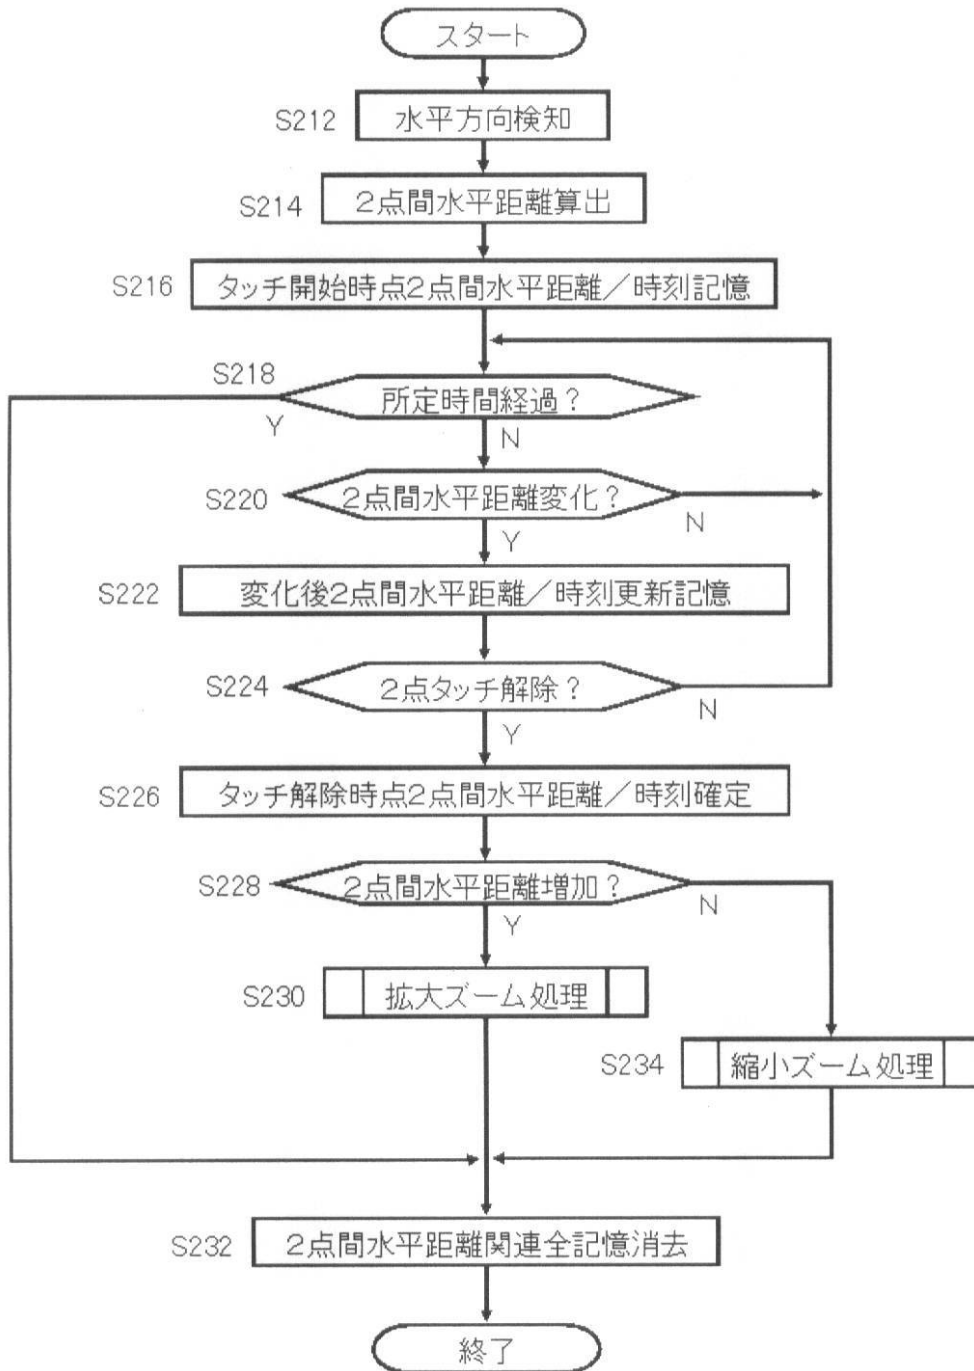 スタート
S212 水平方向検知
S214 2点間水平距離算出
S216 タッチ開始時点2点間水平距離/時刻記憶
S218 所定時間経過?
Y N
S220 2点間水平距離変化?
N
Y
S222 変化後2点間水平距離/時刻更新記憶
S224 2点タッチ解除?
N
Y
S226 タッチ解除時点2点間水平距離/時刻確定
S228 2点間水平距離増加?
N
Y
S230 拡大ズーム処理
S234 縮小ズーム処理
S232 2点間水平距離関連全記憶消去
終了